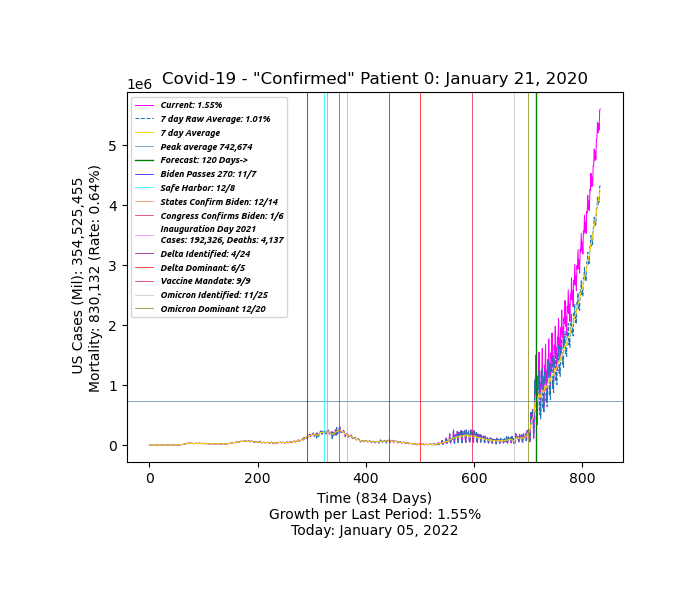 Covid-19 - "Confirmed" Patient 0: January 21, 2020
1e6
Current: 1.55%
7 day Raw Average: 1.01%
7 day Average
Peak average 742,674
Forecast: 120 Days->
Biden Passes 270: 11/7
Safe Harbor: 12/8
States Confirm Biden: 12/14
Congress Confirms Biden: 1/6
Inauguration Day 2021
Cases: 192,326, Deaths: 4,137
Delta Identified: 4/24
Delta Dominant: 6/5
Vaccine Mandate: 9/9
Omicron Identified: 11/25
Omicron Dominant 12/20
US Cases (Mil): 354,525,455
Mortality: 830,132 (Rate: 0.64%)
5
4
3
2
1
0
0 200 400 600 800
Time (834 Days)
Growth per Last Period: 1.55%
Today: January 05, 2022